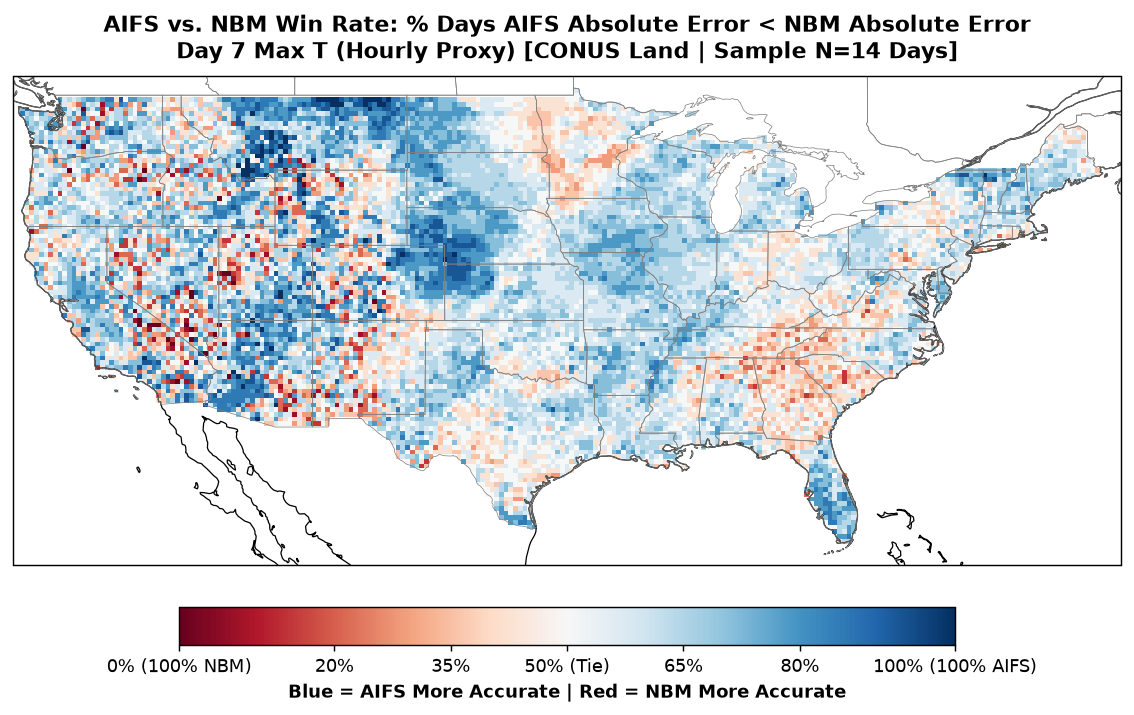 AIFS vs. NBM Win Rate: % Days AIFS Absolute Error < NBM Absolute Error
Day 7 Max T (Hourly Proxy) [CONUS Land | Sample N=14 Days]
0% (100% NBM) 20% 35% 50% (Tie) 65% 80% 100% (100% AIFS)
Blue = AIFS More Accurate | Red = NBM More Accurate